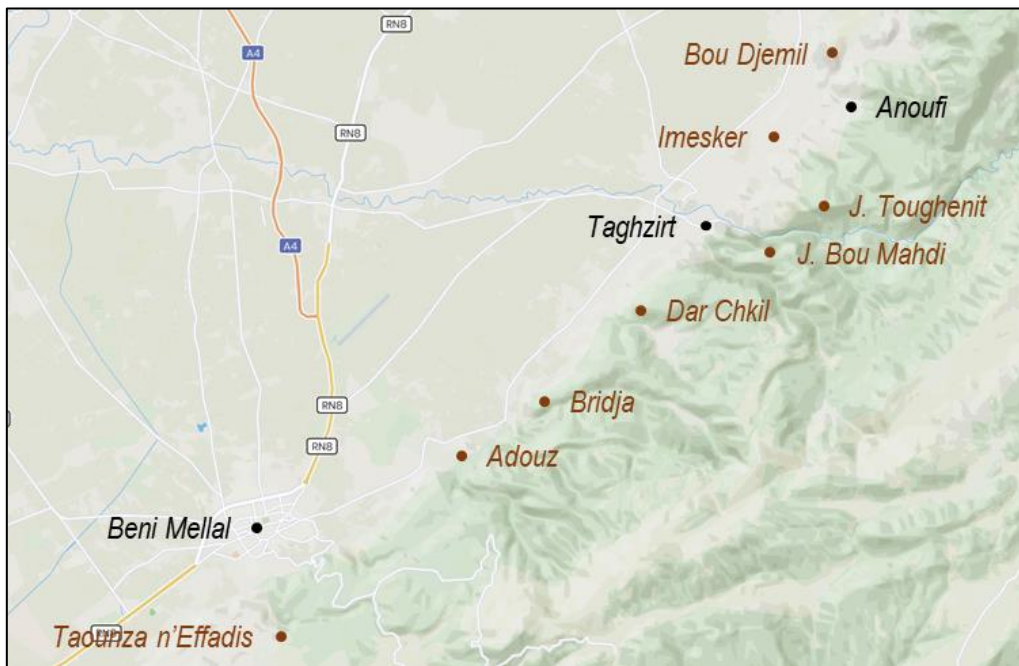 RN8
A4
Bou Djemil
Anoufi
RN8
Imesker
J. Toughenit
Taghzirt
A4
J. Bou Mahdi
Dar Chkil
RN8
Bridja
RN8
Adouz
Beni Mellal
Taounza n'Effadis